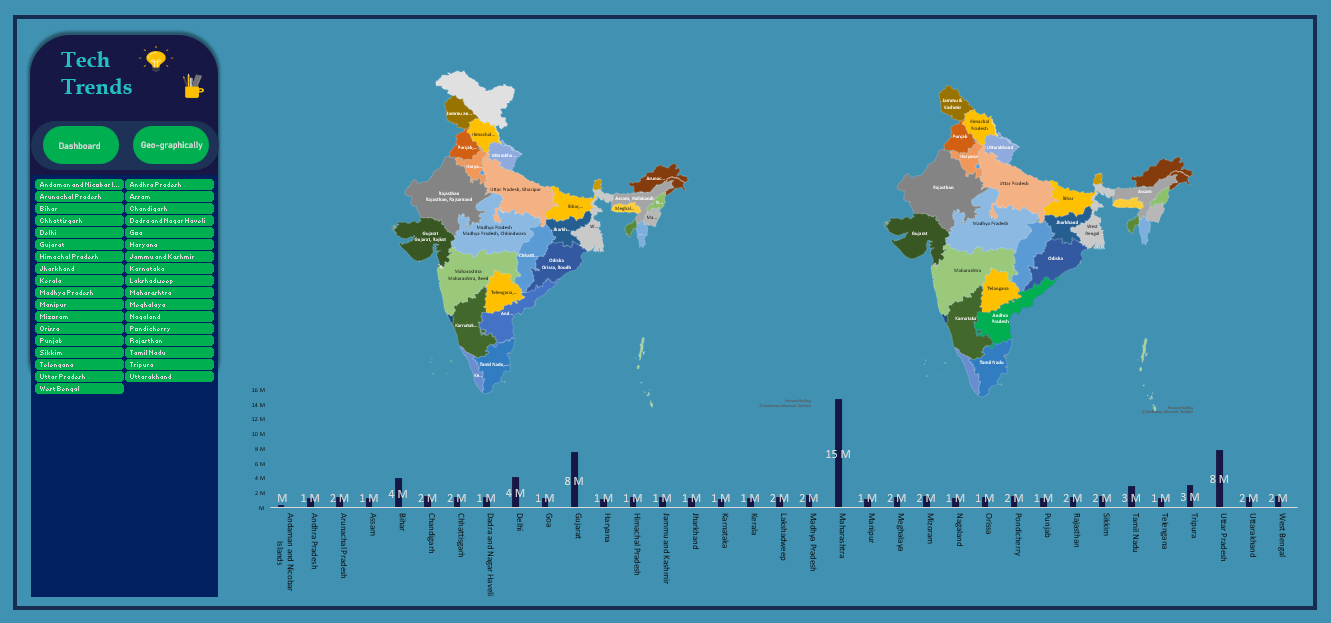 Tech
Trends
Dashboard
Geo-graphically
Andaman and Nicobar I...
Andhra Pradesh
Arunachal Pradesh
Assam
Bihar
Chandigarh
Chhattisgarh
Dadra and Nagar Haveli
Delhi
Goa
Gujarat
Haryana
Himachal Pradesh
Jammu and Kashmir
Jharkhand
Karnataka
Kerala
Lakshadweep
Madhya Pradesh
Maharashtra
Manipur
Meghalaya
Mizoram
Nagaland
Orissa
Pondicherry
Punjab
Rajasthan
Sikkim
Tamil Nadu
Telengana
Tripura
Uttar Pradesh
Uttarakhand
West Bengal
Jammu an...
Himachal...
Punjab,...
Harya...
Uttarakha...
Rajasthan
Rajasthan, Rajsamand
Uttar Pradesh, Ghazipur
Bihar,...
Arunac...
Assam, Hailakandi
N...
Meghal...
Ma...
Gujarat
Gujarat, Rajkot
Madhya Pradesh
Madhya Pradesh, Chhindwara
Jharkh...
W...
Chhatti...
Odisha
Orissa, Baudh
Maharashtra
Maharashtra, Beed
Telengana,...
And...
Karnatak...
Tamil Nadu,...
Ke...
Jammu &
Kashmir
Himachal
Pradesh
Punjab
Uttarakhand
Haryana
Rajasthan
Uttar Pradesh
Bihar
Assam
Gujarat
Madhya Pradesh
Jharkhand
West
Bengal
Odisha
Maharashtra
Telangana
Karnataka
Andhra
Pradesh
Tamil Nadu
16 M
14 M
12 M
10 M
8 M
6 M
4 M
2 M
M
M
1 M
2 M
1 M
4 M
2 M
2 M
1 M
4 M
1 M
8 M
1 M
1 M
1 M
1 M
1 M
1 M
2 M
2 M
15 M
1 M
2 M
2 M
1 M
1 M
2 M
1 M
2 M
2 M
3 M
1 M
3 M
8 M
2 M
2 M
Andaman and Nicobar
Islands
Andhra Pradesh
Arunachal Pradesh
Assam
Bihar
Chandigarh
Chhattisgarh
Dadra and Nagar Haveli
Delhi
Goa
Gujarat
Haryana
Himachal Pradesh
Jammu and Kashmir
Jharkhand
Karnataka
Kerala
Lakshadweep
Madhya Pradesh
Maharashtra
Manipur
Meghalaya
Mizoram
Nagaland
Orissa
Pondicherry
Punjab
Rajasthan
Sikkim
Tamil Nadu
Telengana
Tripura
Uttar Pradesh
Uttarakhand
West Bengal